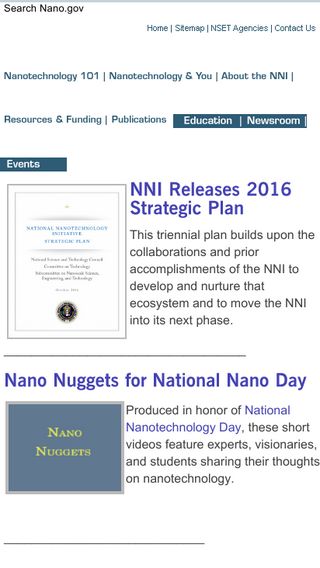 Search Nano.gov
Home | Sitemap | NSET Agencies | Contact Us
Nanotechnology 101 | Nanotechnology & You | About the NNI |
Resources & Funding | Publications Education | Newsroom |
Events
NATIONAL NANOTECHNOLOGY
INITIATIVE
STRATEGIC PLAN
National Science and Technology Council
Committee on Technology
Subcommittee on Nanoscale Science,
Engineering, and Technology
October 2016
NNI Releases 2016
Strategic Plan
This triennial plan builds upon the
collaborations and prior
accomplishments of the NNI to
develop and nurture that
ecosystem and to move the NNI
into its next phase.
Nano Nuggets for National Nano Day
NANO
NUGGETS
Produced in honor of National
Nanotechnology Day, these short
videos feature experts, visionaries,
and students sharing their thoughts
on nanotechnology.